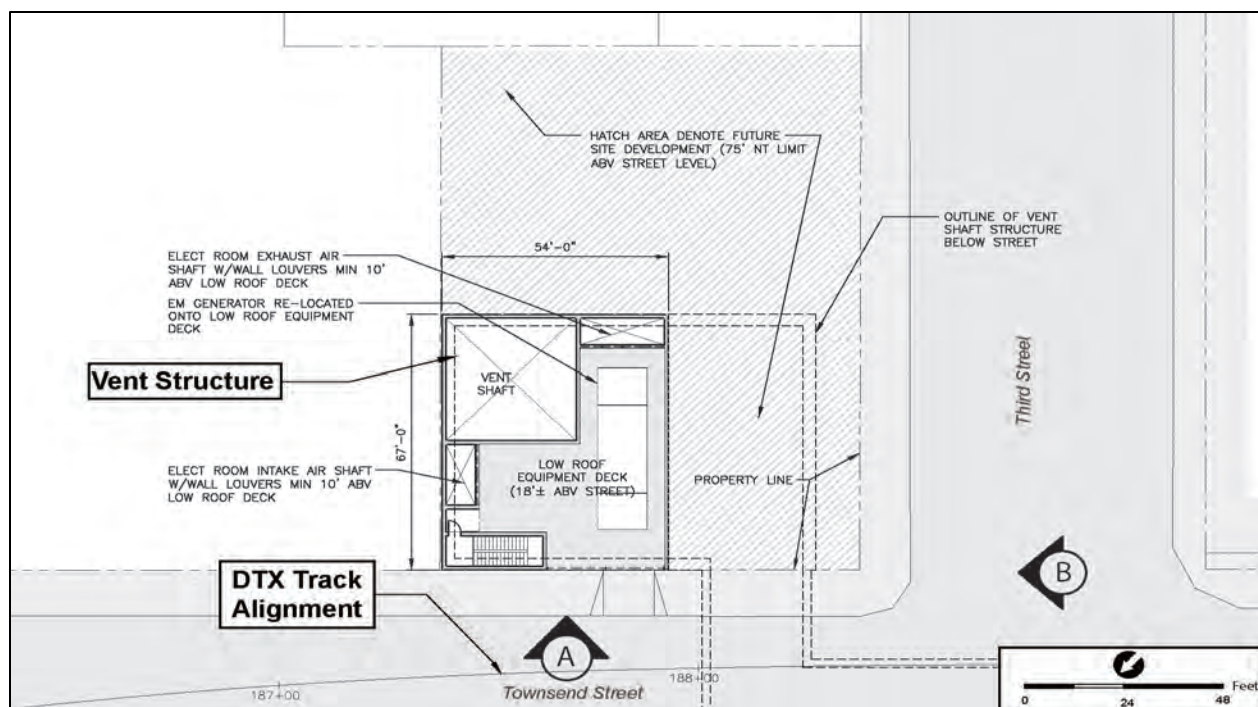 HATCH AREA DENOTE FUTURE
SITE DEVELOPMENT (75' NT LIMIT
ABV STREET LEVEL)
OUTLINE OF VENT
SHAFT STRUCTURE
BELOW STREET
54'-0"
ELECT ROOM EXHAUST AIR
SHAFT W/WALL LOUVERS MIN 10'
ABV LOW ROOF DECK
EM GENERATOR RE-LOCATED
ONTO LOW ROOF EQUIPMENT
DECK
Vent Structure
VENT
SHAFT
67'-0"
Third Street
ELECT ROOM INTAKE AIR SHAFT
W/WALL LOUVERS MIN 10' ABV
LOW ROOF DECK
LOW ROOF
EQUIPMENT DECK
(18'± ABV STREET)
PROPERTY LINE
DTX Track
Alignment
B
A
187+00
188+00
Townsend Street
Feet
0
24
48